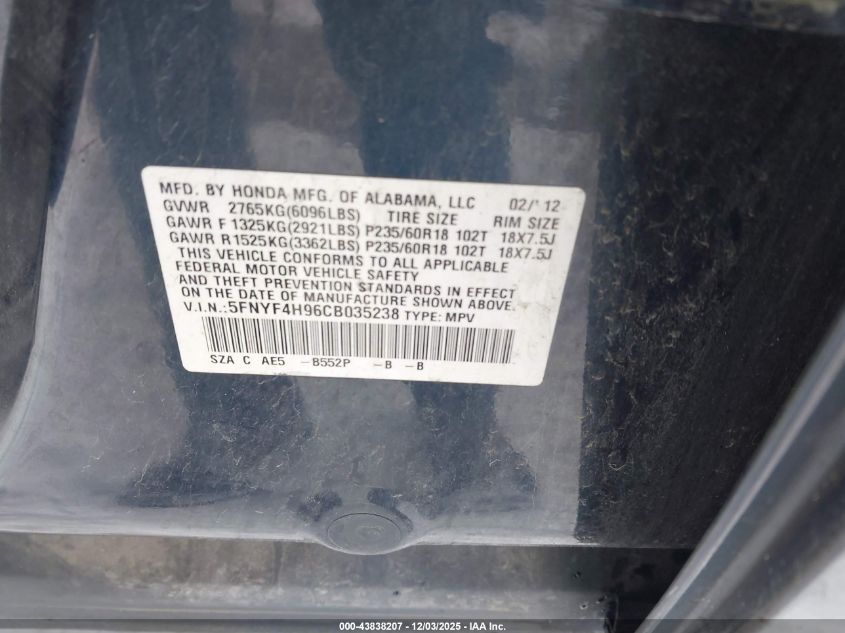 MFD. BY HONDA MFG. OF ALABAMA, LLC 02/'12
GVWR 2765KG(6096LBS) TIRE SIZE RIM SIZE
GAWR F 1325KG(2921LBS) P235/60R18 102T 18X7.5J
GAWR R 1525KG(3362LBS) P235/60R18 102T 18X7.5J
THIS VEHICLE CONFORMS TO ALL APPLICABLE
FEDERAL MOTOR VEHICLE SAFETY
AND THEFT PREVENTION STANDARDS IN EFFECT
ON THE DATE OF MANUFACTURE SHOWN ABOVE.
V.I.N.:5FNYF4H96CB035238 TYPE: MPV
SZA C AE5 -B552P -B -B
000-43838207 - 12/03/2025 - IAA Inc.